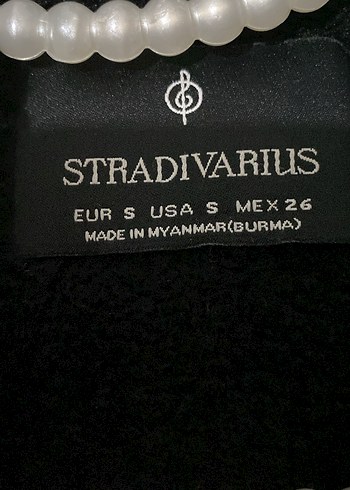 STRADIVARIUS
EUR S USA S MEX 26
MADE IN MYANMAR(BURMA)